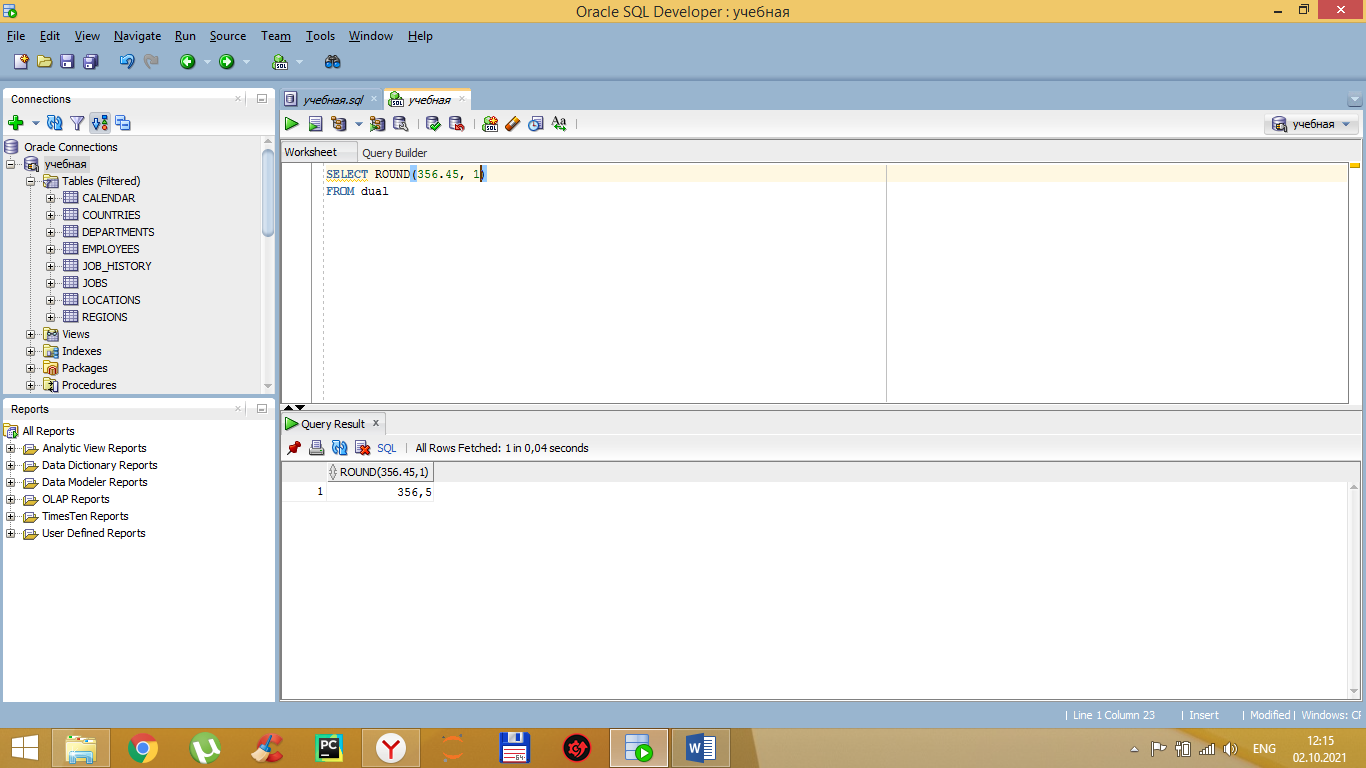 Oracle SQL Developer : учебная
File Edit View Navigate Run Source Team Tools Window Help
Connections
Oracle Connections
учебная
Tables (Filtered)
CALENDAR
COUNTRIES
DEPARTMENTS
EMPLOYEES
JOB_HISTORY
JOBS
LOCATIONS
REGIONS
Views
Indexes
Packages
Procedures
Reports
All Reports
Analytic View Reports
Data Dictionary Reports
Data Modeler Reports
OLAP Reports
TimesTen Reports
User Defined Reports
учебная.sql учебная
учебная
Worksheet Query Builder
SELECT ROUND(356.45, 1)
FROM dual
Query Result
SQL | All Rows Fetched: 1 in 0,04 seconds
ROUND(356.45,1)
1 356,5
| Line 1 Column 23 | Insert | Modified | Windows: CF
ENG
12:15
02.10.2021